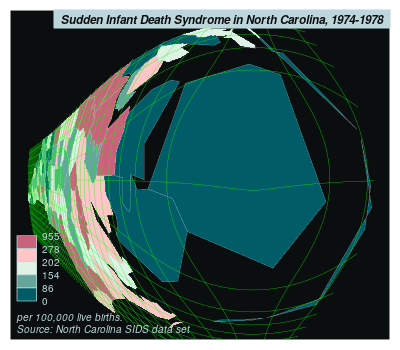 Sudden Infant Death Syndrome in North Carolina, 1974-1978
955
278
202
154
86
0
per 100,000 live births.
Source: North Carolina SIDS data set